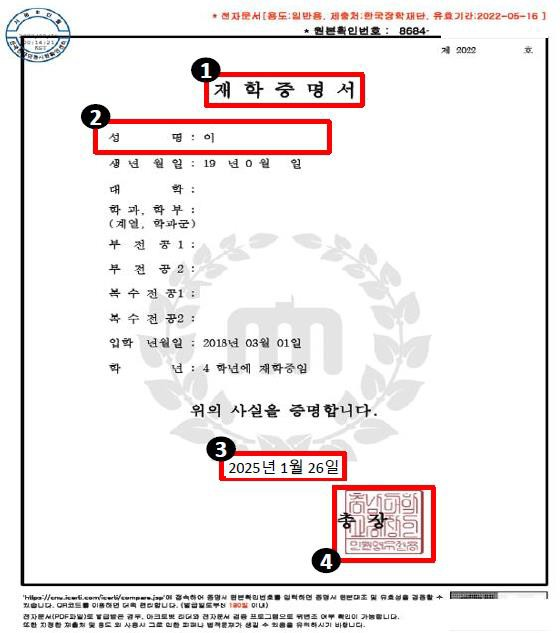 * 전자문서[용도:일반용, 제출처:한국장학재단, 유효기간:2022-05-16 ]
* 원본확인번호 : 8684-
제 2022 호
1
재 학 증 명 서
2
성 명 : 이
생 년 월 일 : 19 년 0 월 일
대 학 :
학 과, 학 부 :
(계열, 학과군)
부 전 공 1 :
부 전 공 2 :
복 수 전 공1 :
복 수 전 공2 :
입학 년월일 : 2018년 03월 01일
학 년 : 4 학년에 재학중임
위의 사실을 증명합니다.
3
2025년 1월 26일
총 장
4
'https://cnu.icerti.com/icerti/compare.jsp'에 접속하여 증명서 원본확인번호를 입력하면 증명서 원본대조 및 유효성을 검증할 수
있습니다. QR코드를 이용하면 더욱 편리합니다. (발급일로부터 180일 이내)
전자문서(PDF파일)로 발급받은 경우, 아크로뱃 리더와 전자문서 검증 프로그램으로 위변조 여부 확인이 가능합니다.
또한 지정한 제출처 및 용도 외 사용시 그로 인한 피해나 법적문제가 생길 수 있음을 유의하시기 바랍니다.